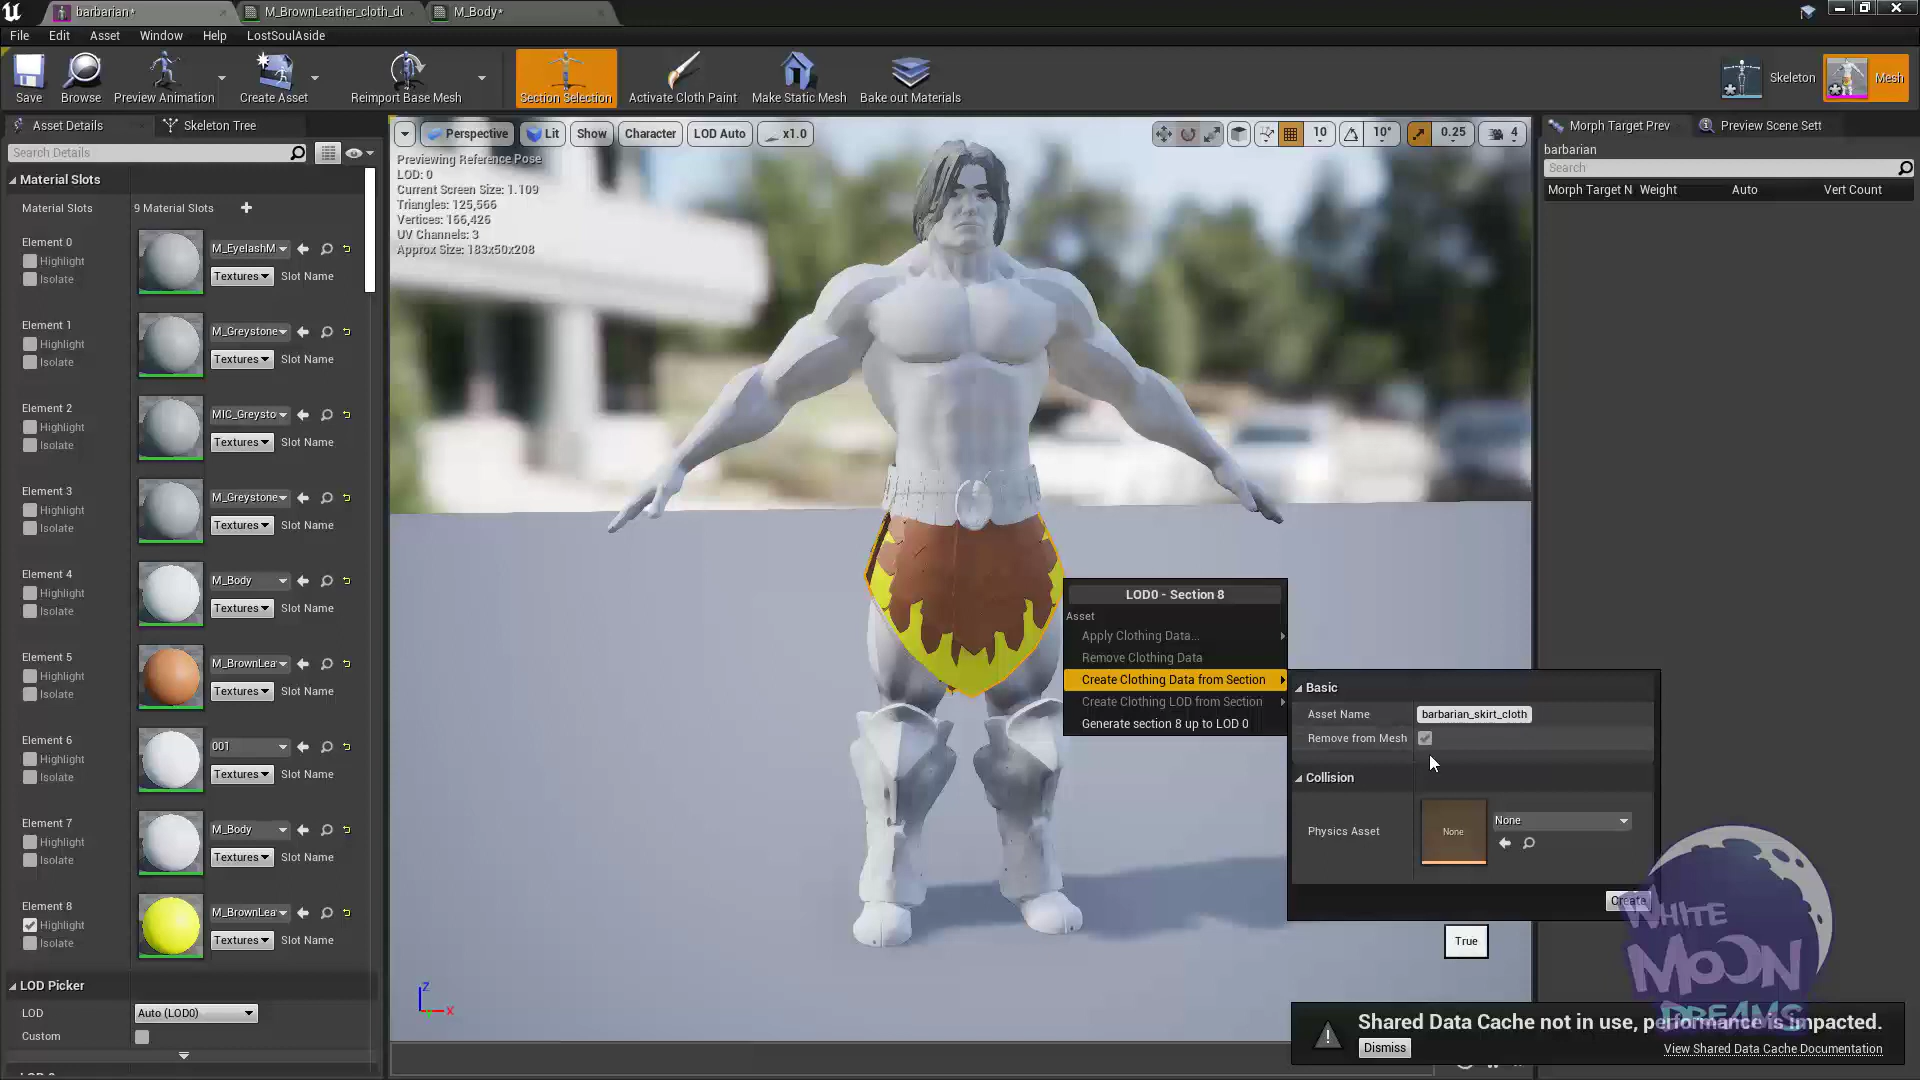 barbarian*
M_BrownLeather_cloth_du
M_Body*
File Edit Asset Window Help LostSoulAside
Save
Browse
Preview Animation
Create Asset
Reimport Base Mesh
Section Selection
Activate Cloth Paint
Make Static Mesh
Bake out Materials
Skeleton
Mesh
Asset Details
Skeleton Tree
Search Details
Material Slots
Material Slots
9 Material Slots
Element 0
Highlight
Isolate
M_EyelashM
Textures
Slot Name
Element 1
Highlight
Isolate
M_Greystone
Textures
Slot Name
Element 2
Highlight
Isolate
MIC_Greysto
Textures
Slot Name
Element 3
Highlight
Isolate
M_Greystone
Textures
Slot Name
Element 4
Highlight
Isolate
M_Body
Textures
Slot Name
Element 5
Highlight
Isolate
M_BrownLea
Textures
Slot Name
Element 6
Highlight
Isolate
001
Textures
Slot Name
Element 7
Highlight
Isolate
M_Body
Textures
Slot Name
Element 8
Highlight
Isolate
M_BrownLea
Textures
Slot Name
LOD Picker
LOD
Auto (LOD0)
Custom
Perspective
Lit
Show
Character
LOD Auto
x1.0
10
10°
0.25
4
Previewing Reference Pose
LOD: 0
Current Screen Size: 1.109
Triangles: 125,566
Vertices: 166,426
UV Channels: 3
Approx Size: 183x50x208
Z
X
LOD0 - Section 8
Asset
Apply Clothing Data...
Remove Clothing Data
Create Clothing Data from Section
Create Clothing LOD from Section
Generate section 8 up to LOD 0
Basic
Asset Name
barbarian_skirt_cloth
Remove from Mesh
Collision
Physics Asset
None
None
Create
True
Morph Target Prev
Preview Scene Sett
barbarian
Search
Morph Target N
Weight
Auto
Vert Count
WHITE
MOON
DREAMS
Shared Data Cache not in use, performance is impacted.
Dismiss
View Shared Data Cache Documentation